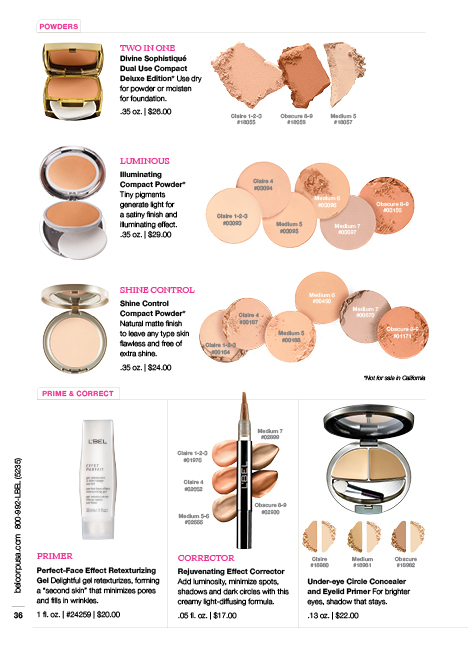 POWDERS
TWO IN ONE
Divine Sophistiqué
Dual Use Compact
Deluxe Edition* Use dry
for powder or moisten
for foundation.
.35 oz. | $26.00
Claire 1-2-3
#18055
Obscure 8-9
#18059
Medium 5
#18057
LUMINOUS
Illuminating
Compact Powder*
Tiny pigments
generate light for
a satiny finish and
illuminating effect.
.35 oz. | $29.00
Claire 1-2-3
#03093
Claire 4
#03094
Medium 5
#03095
Medium 6
Medium 7
#03097
Obscure 8-9
SHINE CONTROL
Shine Control
Compact Powder*
Natural matte finish
to leave any type skin
flawless and free of
extra shine.
.35 oz. | $24.00
Claire 1-2-3
#00164
Claire 4
#00167
Medium 5
#00168
Medium 6
Medium 7
Obscure 8-9
#01171
*Not for sale in California
PRIME & CORRECT
L'BEL
EFFET
PARFAIT
PRIMER
Perfect-Face Effect Retexturizing
Gel Delightful gel retexturizes, forming
a "second skin" that minimizes pores
and fills in wrinkles.
1 fl. oz. | #24259 | $20.00
Claire 1-2-3
#01976
Claire 4
#02652
Medium 5-6
Medium 7
#02899
Obscure 8-9
L'BEL
CORRECTOR
Rejuvenating Effect Corrector
Add luminosity, minimize spots,
shadows and dark circles with this
creamy light-diffusing formula.
.05 fl. oz. | $17.00
Claire
#18980
Medium
#18981
Obscure
#18982
Under-eye Circle Concealer
and Eyelid Primer For brighter
eyes, shadow that stays.
.13 oz. | $22.00
belcorpusa.com 800-992-LBEL (5235)
36